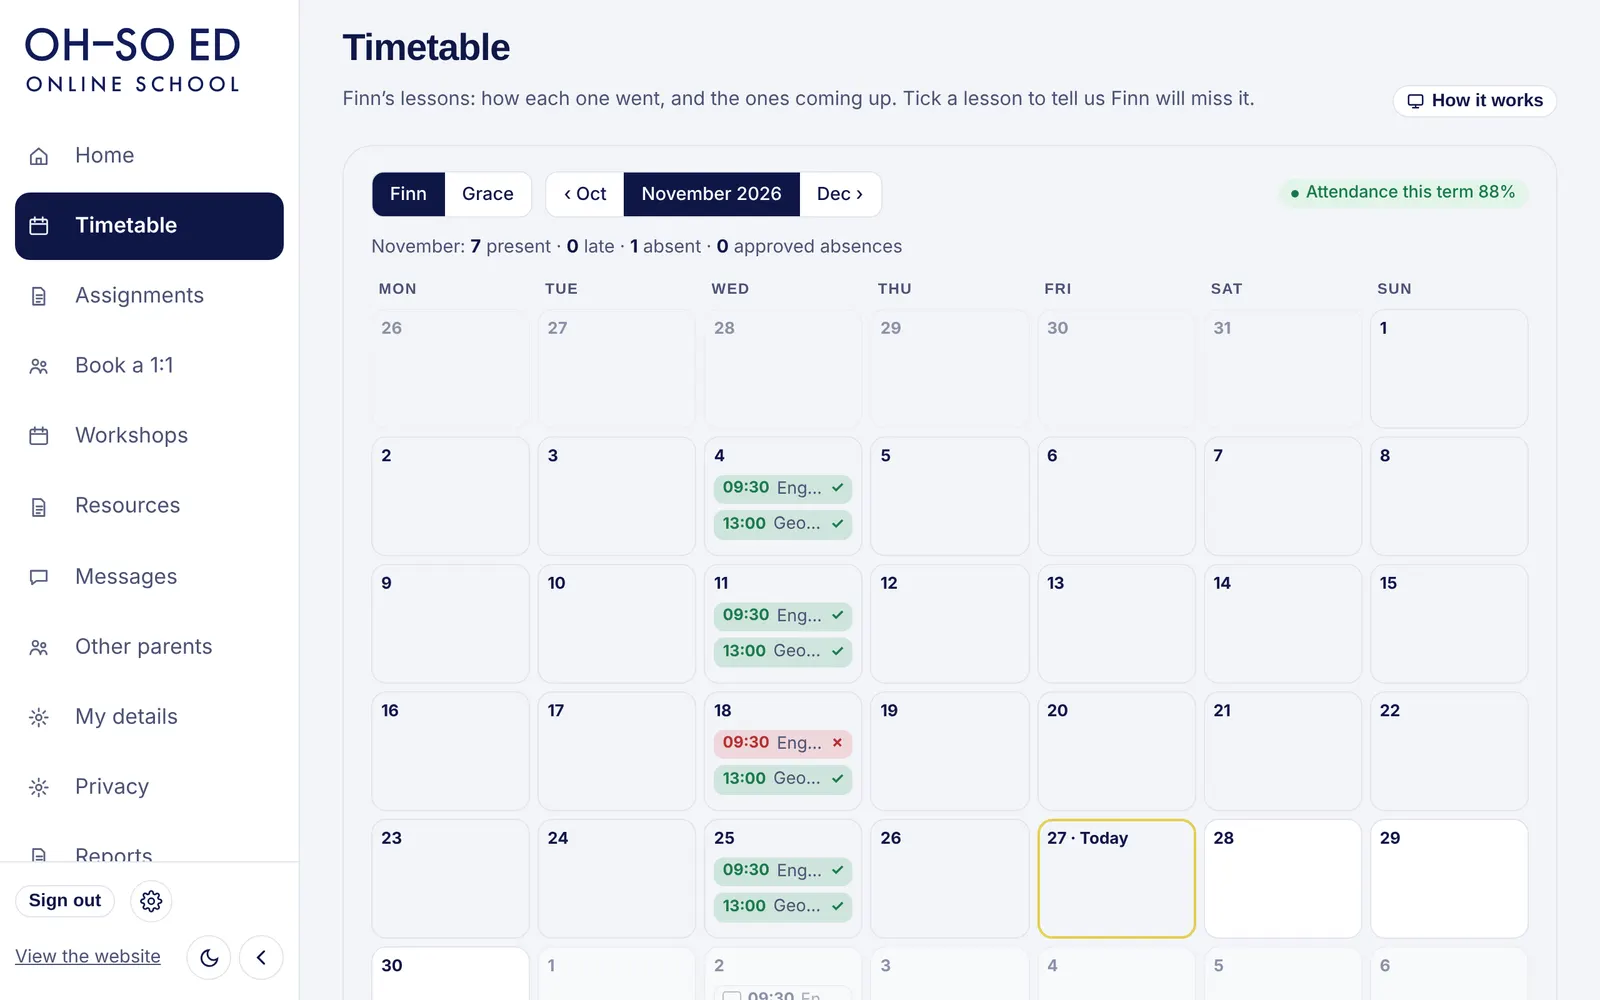 OH-SO ED
ONLINE SCHOOL
Home
Timetable
Assignments
Book a 1:1
Workshops
Resources
Messages
Other parents
My details
Privacy
Reports
Sign out
View the website
Timetable
Finn’s lessons: how each one went, and the ones coming up. Tick a lesson to tell us Finn will miss it.
How it works
Finn Grace ‹ Oct November 2026 Dec ›
Attendance this term 88%
November: 7 present · 0 late · 1 absent · 0 approved absences
MON TUE WED THU FRI SAT SUN
26 27 28 29 30 31 1
2 3 4 5 6 7 8
09:30 Eng... ✓
13:00 Geo... ✓
9 10 11 12 13 14 15
09:30 Eng... ✓
13:00 Geo... ✓
16 17 18 19 20 21 22
09:30 Eng... ×
13:00 Geo... ✓
23 24 25 26 27 · Today 28 29
09:30 Eng... ✓
13:00 Geo... ✓
30 1 2 3 4 5 6
09:30 En